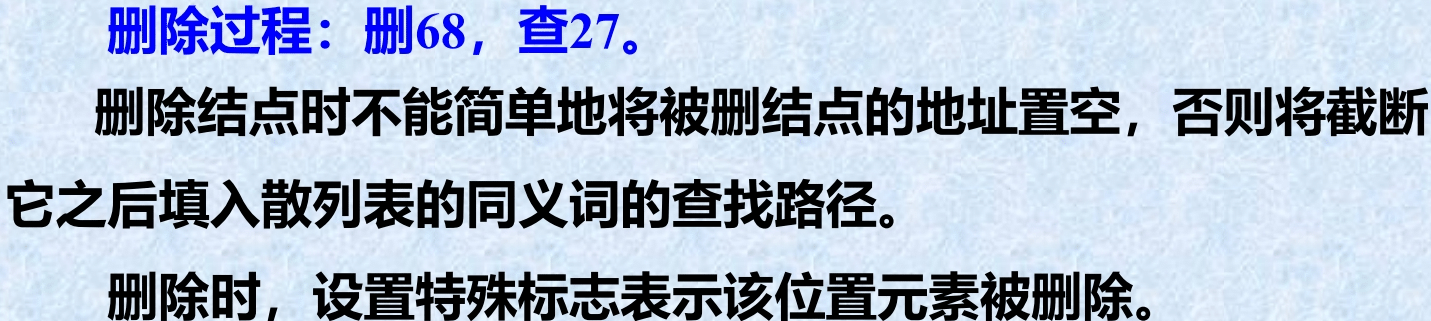 删除过程：删68，查27。
删除结点时不能简单地将被删结点的地址置空，否则将截断
它之后填入散列表的同义词的查找路径。
删除时，设置特殊标志表示该位置元素被删除。